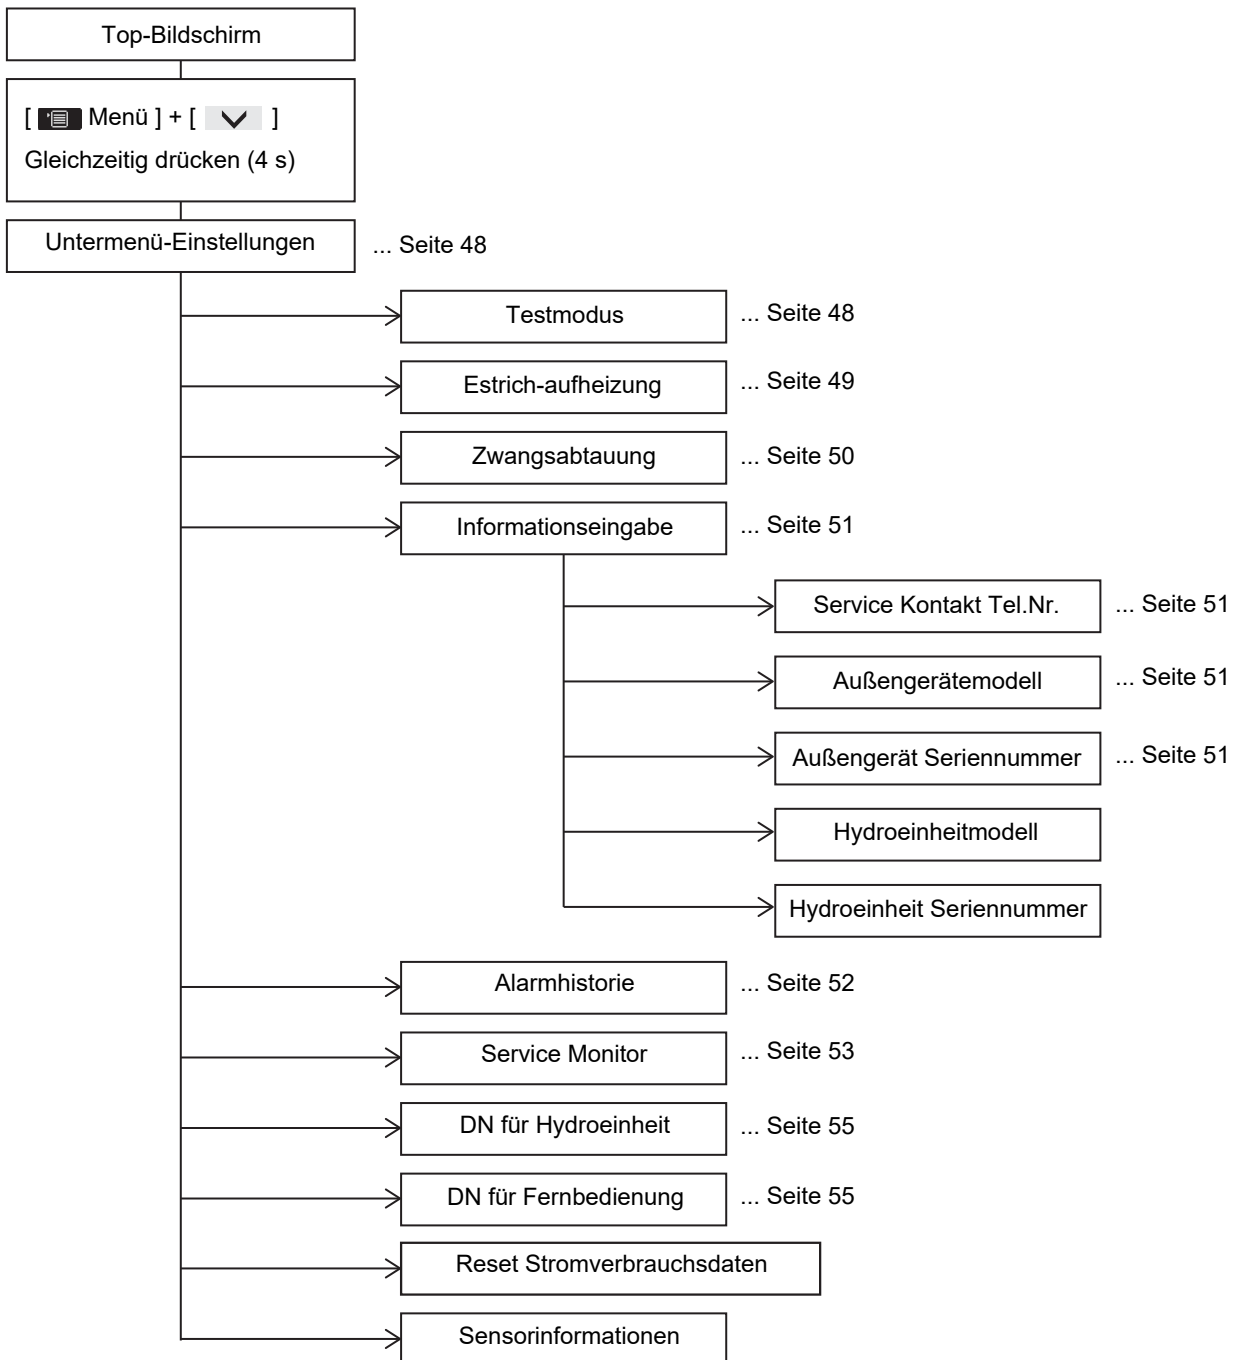 Top-Bildschirm
[ Menü ] + [ ]
Gleichzeitig drücken (4 s)
Untermenü-Einstellungen ... Seite 48
Testmodus ... Seite 48
Estrich-aufheizung ... Seite 49
Zwangsabtauung ... Seite 50
Informationseingabe ... Seite 51
Service Kontakt Tel.Nr. ... Seite 51
Außengerätemodell ... Seite 51
Außengerät Seriennummer ... Seite 51
Hydroeinheitmodell
Hydroeinheit Seriennummer
Alarmhistorie ... Seite 52
Service Monitor ... Seite 53
DN für Hydroeinheit ... Seite 55
DN für Fernbedienung ... Seite 55
Reset Stromverbrauchsdaten
Sensorinformationen